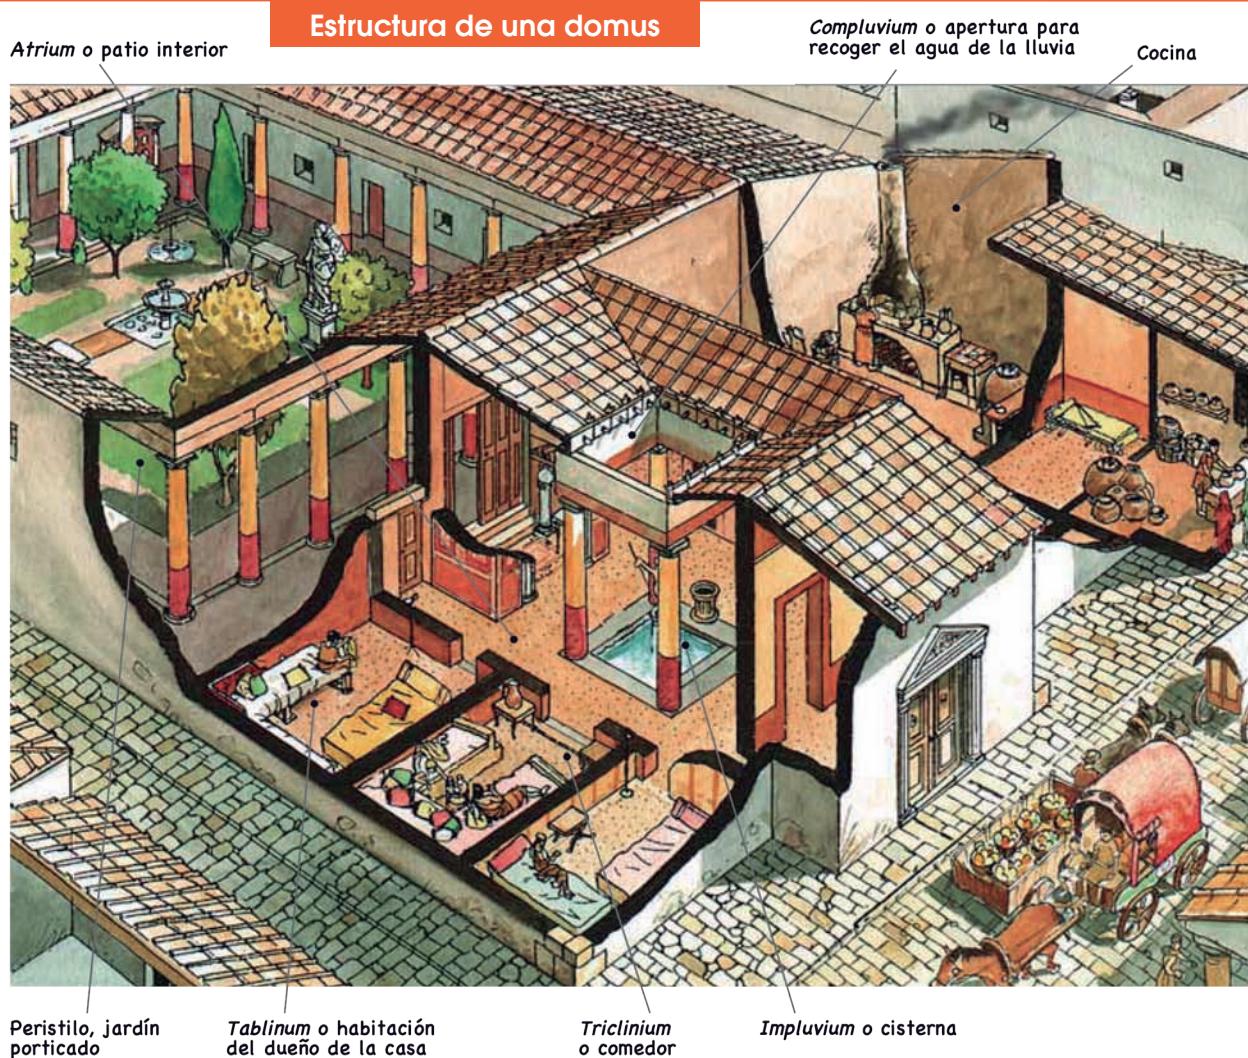 Estructura de una domus
Atrium o patio interior
Compluvium o apertura para
recoger el agua de la lluvia
Cocina
Peristilo, jardín
porticado
Tablinum o habitación
del dueño de la casa
Triclinium
o comedor
Impluvium o cisterna